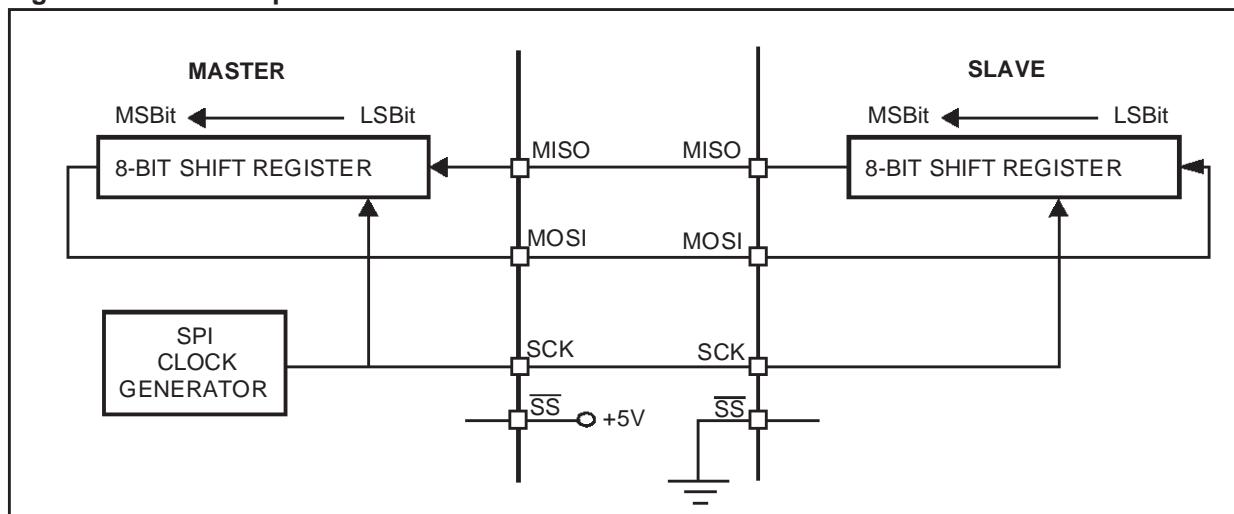 MASTER
SLAVE
MSBit LSBit
MSBit LSBit
8-BIT SHIFT REGISTER
MISO
MISO
8-BIT SHIFT REGISTER
MOSI
MOSI
SPI
CLOCK
GENERATOR
SCK
SCK
SS
+5V
SS